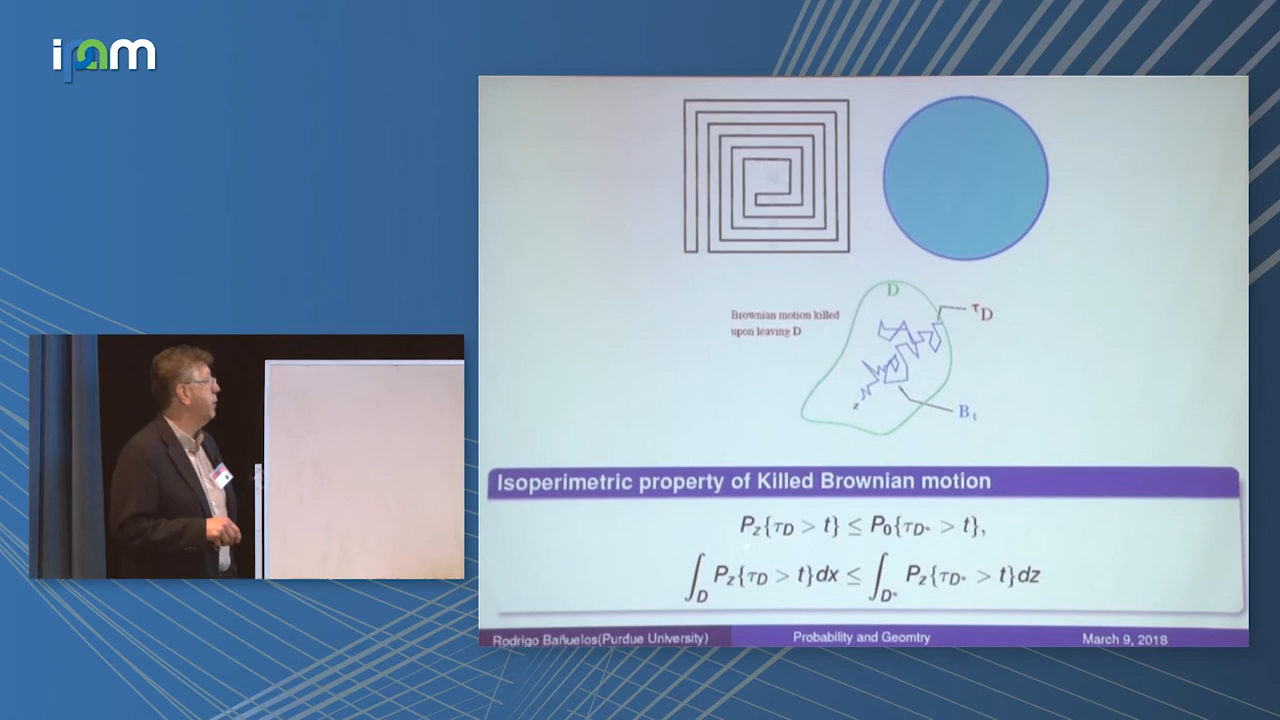 ipam
D
Brownian motion killed
upon leaving D
τD
z
Bt
Isoperimetric property of Killed Brownian motion
Pz{τD > t} ≤ P0{τD* > t},
∫D Pz{τD > t}dx ≤ ∫D* Pz{τD* > t}dz
Rodrigo Bañuelos(Purdue University) Probability and Geomtry March 9, 2018